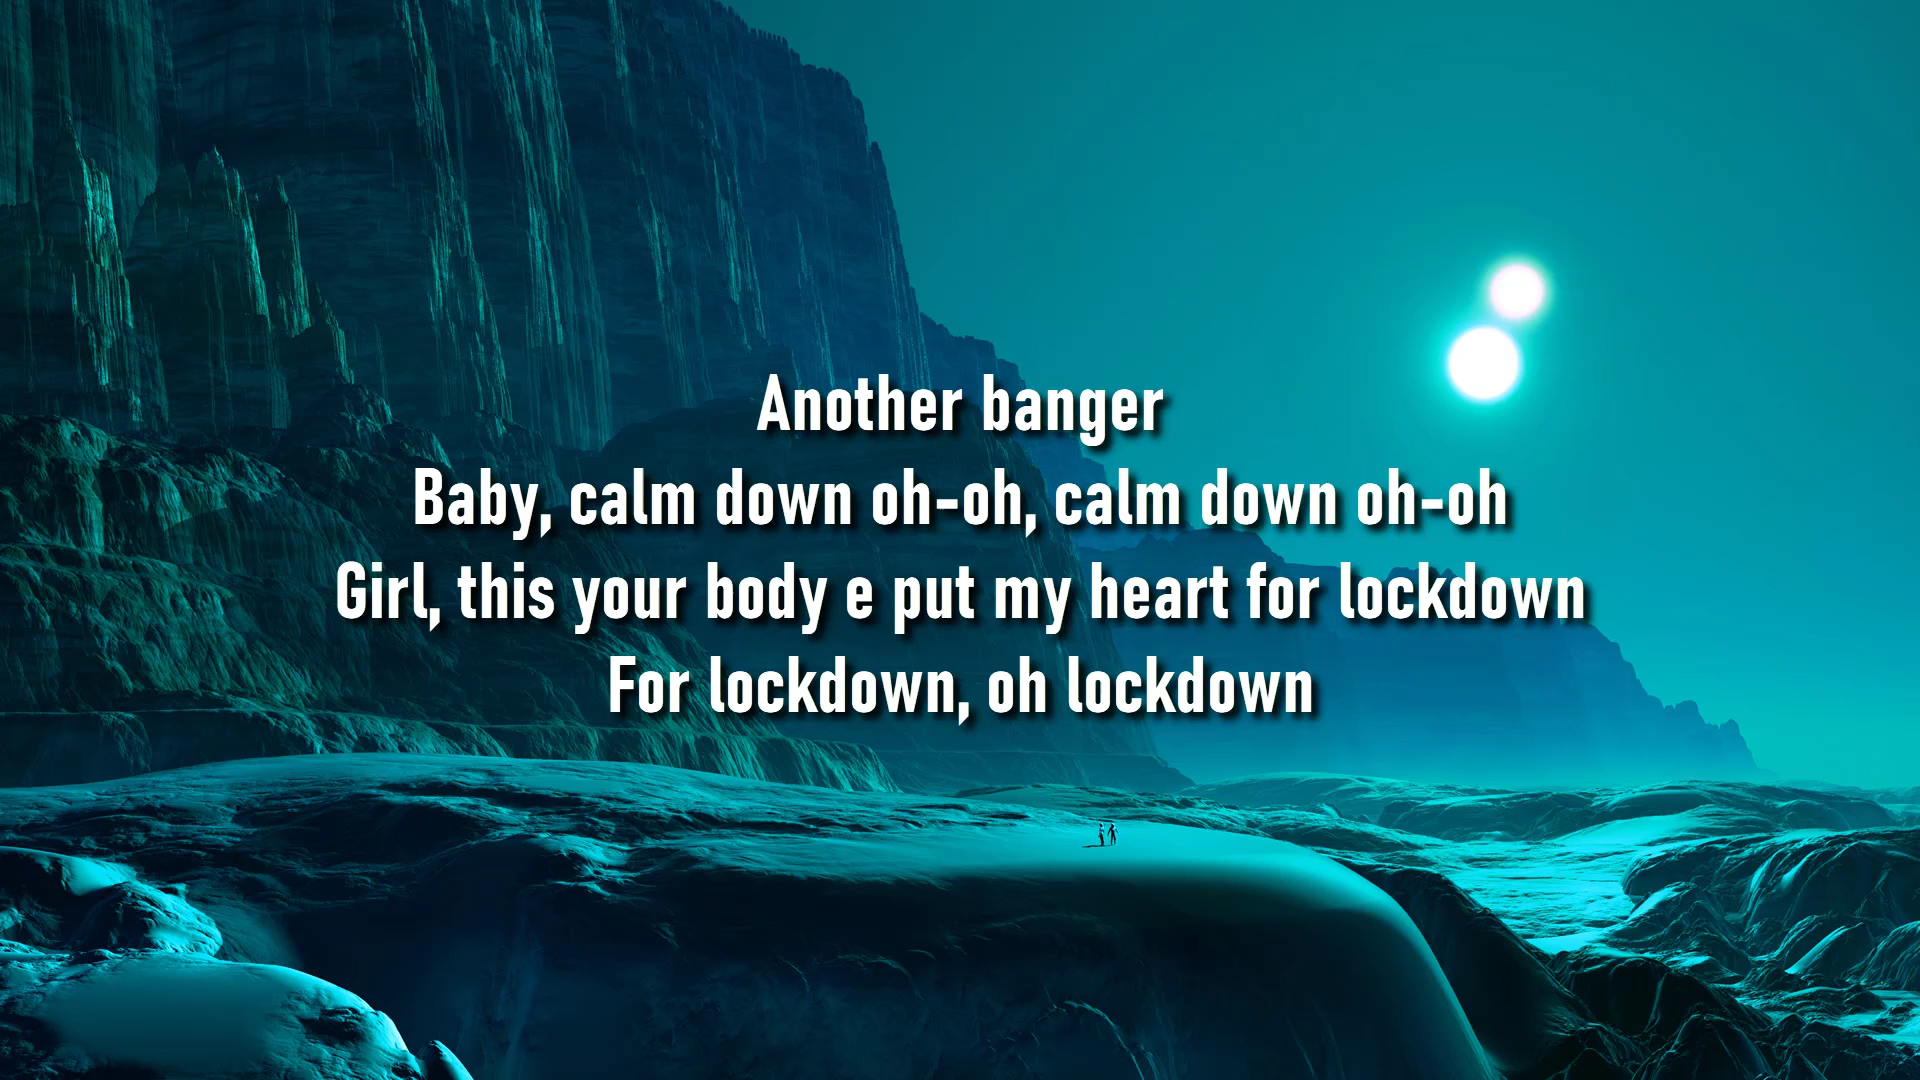 Another banger
Baby, calm down oh-oh, calm down oh-oh
Girl, this your body e put my heart for lockdown
For lockdown, oh lockdown